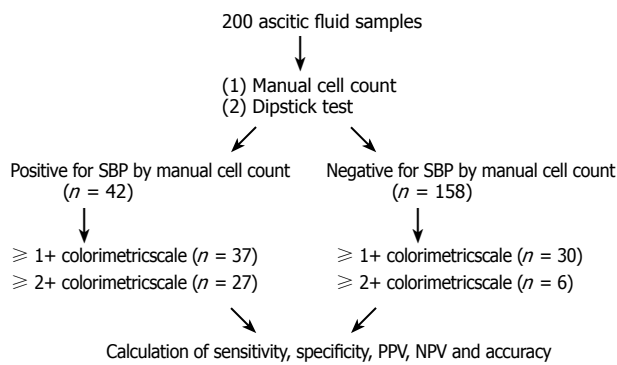 200 ascitic fluid samples
(1) Manual cell count
(2) Dipstick test
Positive for SBP by manual cell count
(n = 42)
Negative for SBP by manual cell count
(n = 158)
⩾ 1+ colorimetricscale (n = 37)
⩾ 2+ colorimetricscale (n = 27)
⩾ 1+ colorimetricscale (n = 30)
⩾ 2+ colorimetricscale (n = 6)
Calculation of sensitivity, specificity, PPV, NPV and accuracy